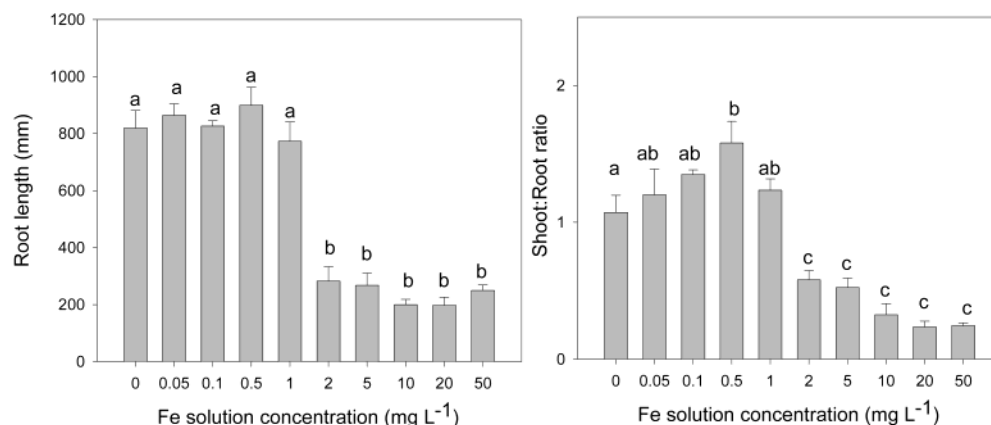 Root length (mm)
1200
1000
800
600
400
200
0
a
a
a
a
a
b
b
b
b
b
0 0.05 0.1 0.5 1 2 5 10 20 50
Fe solution concentration (mg L⁻¹)
Shoot:Root ratio
2
1
0
a
ab
ab
b
ab
c
c
c
c
c
0 0.05 0.1 0.5 1 2 5 10 20 50
Fe solution concentration (mg L⁻¹)